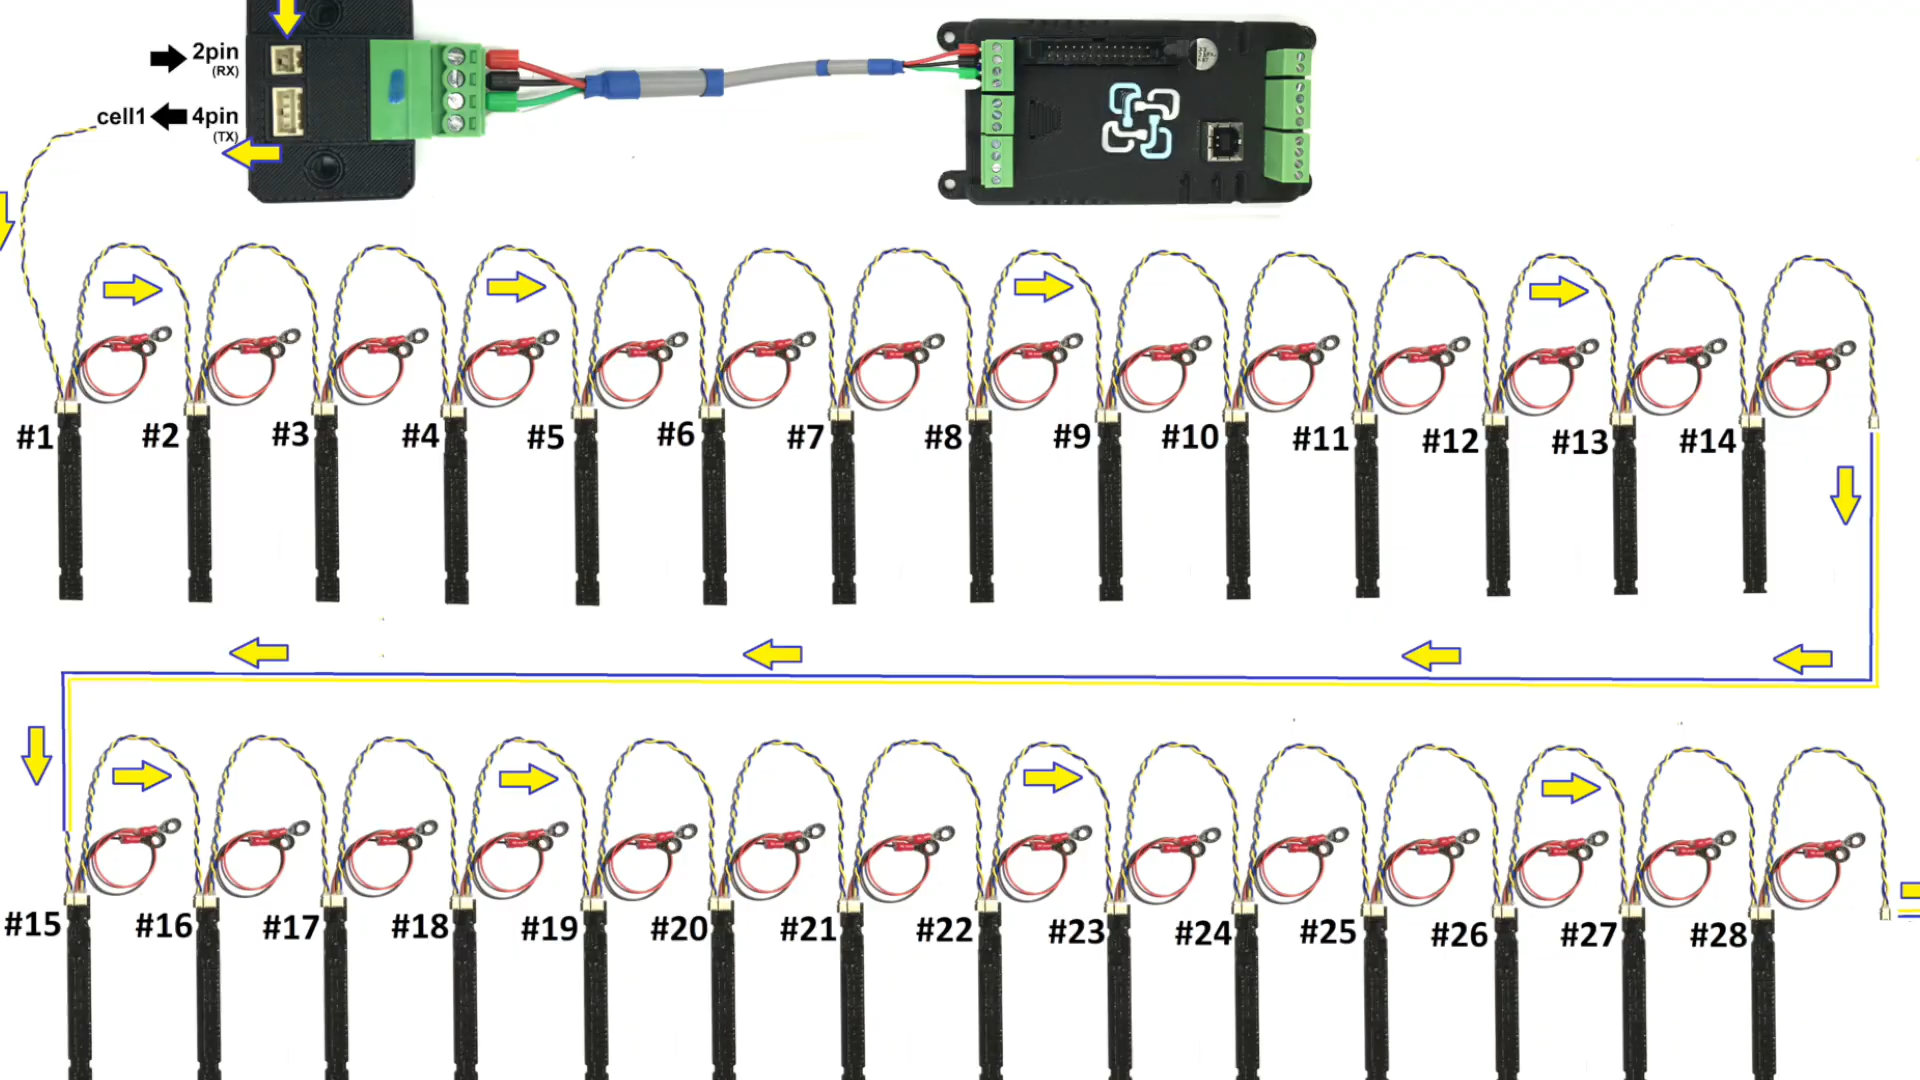 2pin
(RX)
cell1 4pin
(TX)
#1 #2 #3 #4 #5 #6 #7 #8 #9 #10 #11 #12 #13 #14
#15 #16 #17 #18 #19 #20 #21 #22 #23 #24 #25 #26 #27 #28